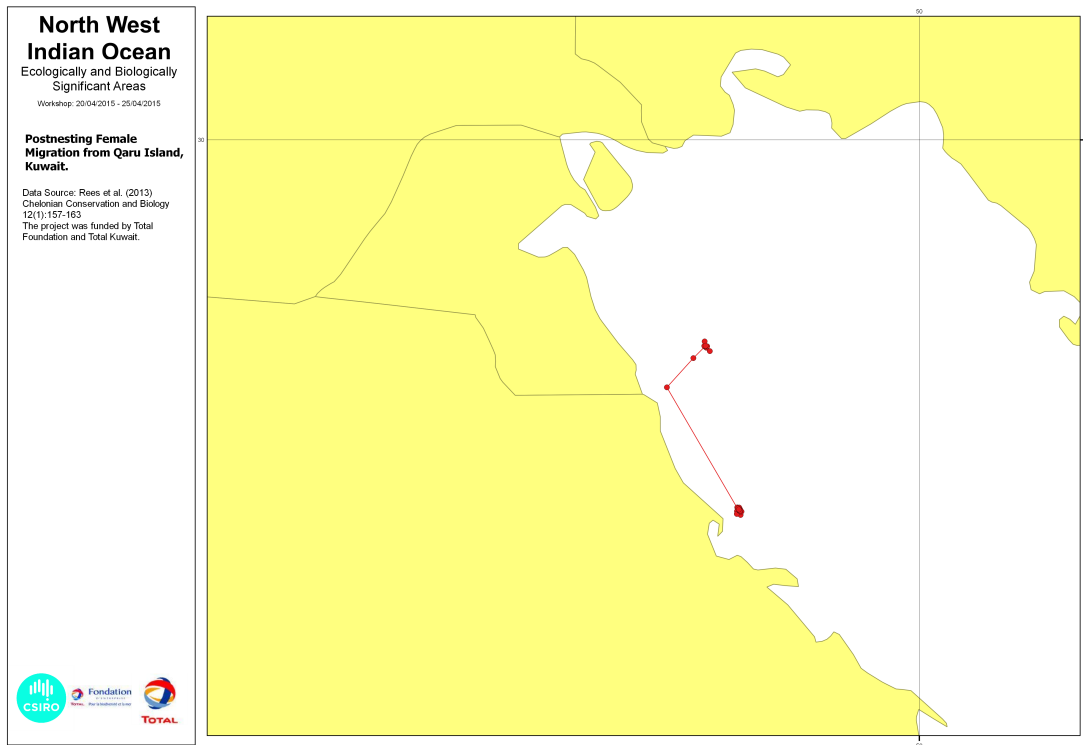 North West
Indian Ocean
Ecologically and Biologically
Significant Areas
Workshop: 20/04/2015 - 25/04/2015
Postnesting Female
Migration from Qaru Island,
Kuwait.
Data Source: Rees et al. (2013)
Chelonian Conservation and Biology
12(1):157-163
The project was funded by Total
Foundation and Total Kuwait.
CSIRO
TOTAL
Fondation
TOTAL
50
30